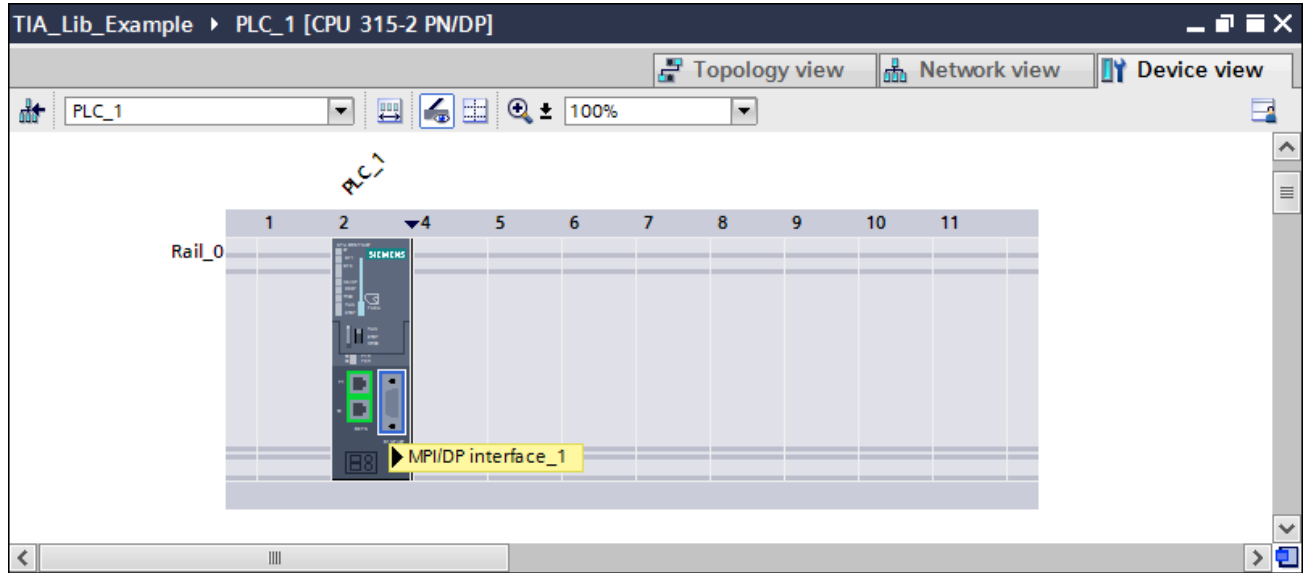 TIA_Lib_Example PLC_1 [CPU 315-2 PN/DP]
Topology view Network view Device view
PLC_1 100%
PLC_1
1 2 4 5 6 7 8 9 10 11
Rail_0
SIEMENS
MPI/DP interface_1